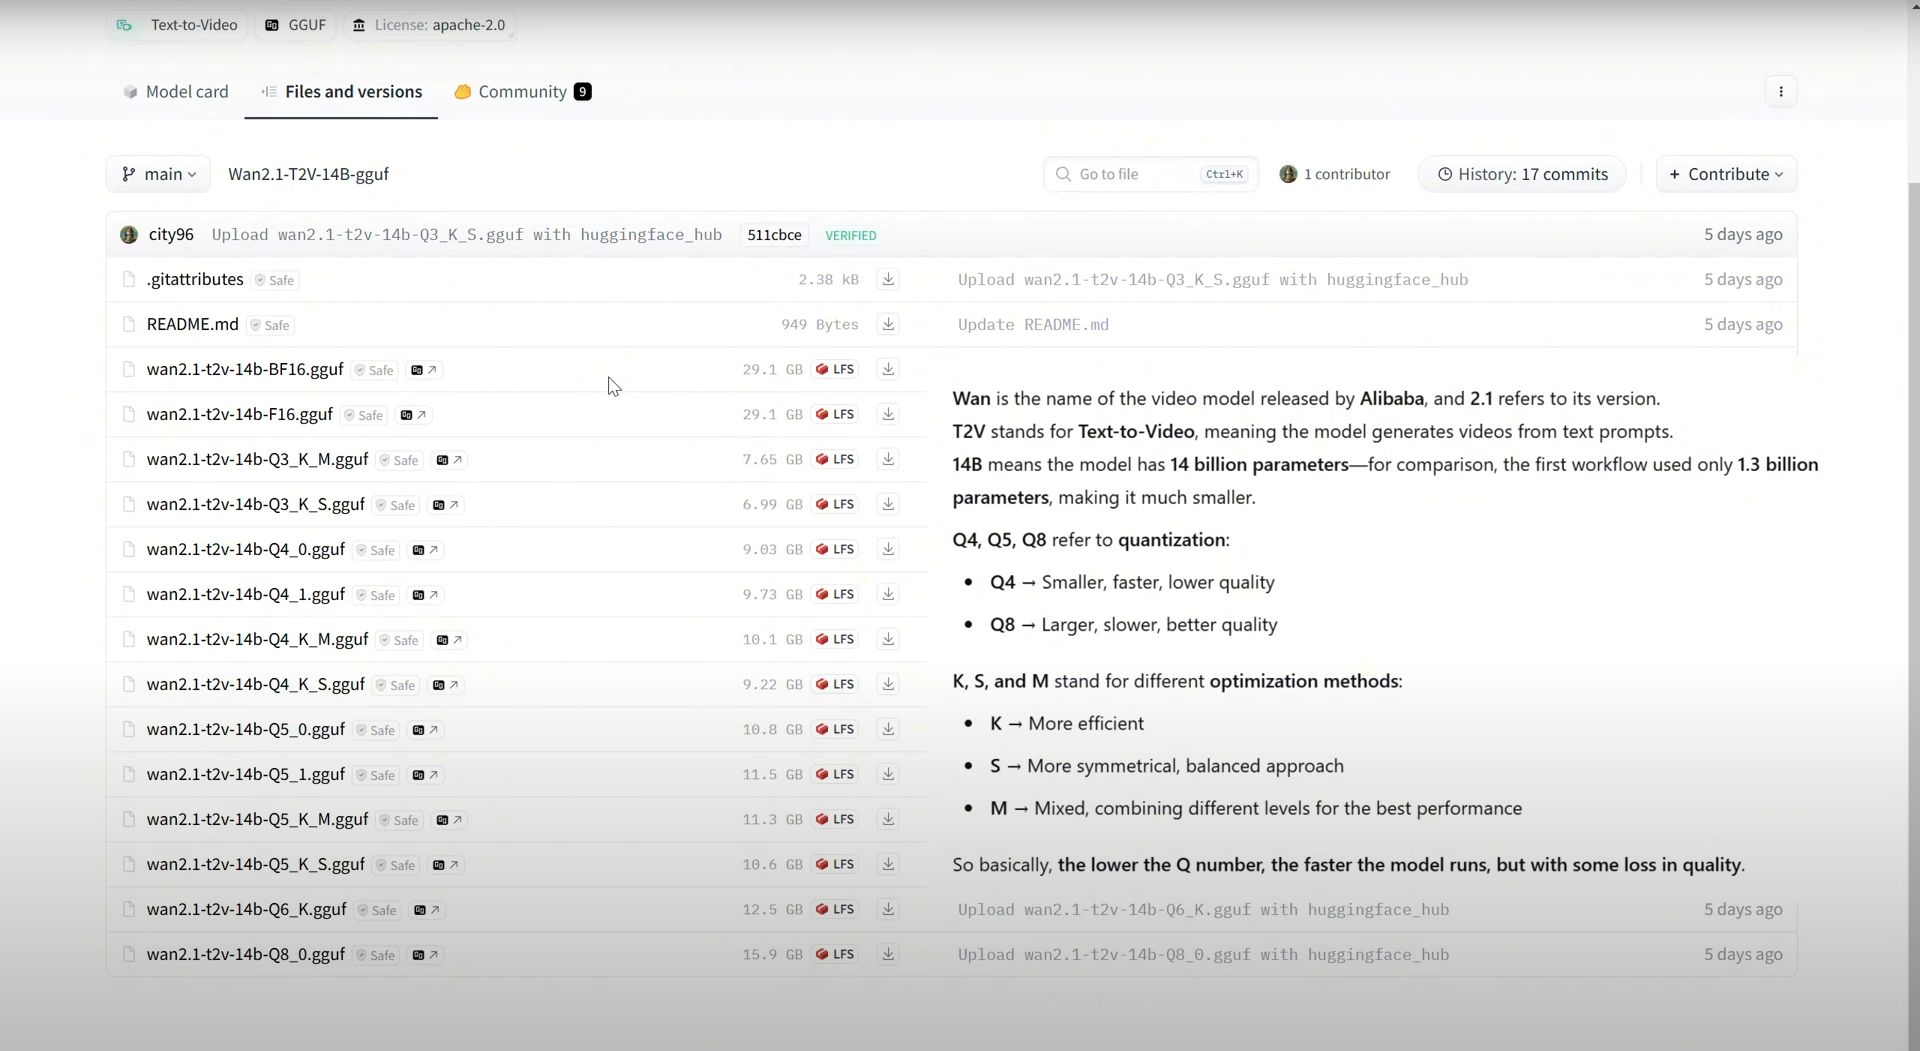 Text-to-Video GGUF License: apache-2.0
Model card Files and versions Community 9
main Wan2.1-T2V-14B-gguf Go to file Ctrl+K 1 contributor History: 17 commits + Contribute
city96 Upload wan2.1-t2v-14b-Q3_K_S.gguf with huggingface_hub 511cbce VERIFIED 5 days ago
.gitattributes Safe 2.38 kB Upload wan2.1-t2v-14b-Q3_K_S.gguf with huggingface_hub 5 days ago
README.md Safe 949 Bytes Update README.md 5 days ago
wan2.1-t2v-14b-BF16.gguf Safe 29.1 GB LFS
wan2.1-t2v-14b-F16.gguf Safe 29.1 GB LFS
wan2.1-t2v-14b-Q3_K_M.gguf Safe 7.65 GB LFS
wan2.1-t2v-14b-Q3_K_S.gguf Safe 6.99 GB LFS
wan2.1-t2v-14b-Q4_0.gguf Safe 9.03 GB LFS
wan2.1-t2v-14b-Q4_1.gguf Safe 9.73 GB LFS
wan2.1-t2v-14b-Q4_K_M.gguf Safe 10.1 GB LFS
wan2.1-t2v-14b-Q4_K_S.gguf Safe 9.22 GB LFS
wan2.1-t2v-14b-Q5_0.gguf Safe 10.8 GB LFS
wan2.1-t2v-14b-Q5_1.gguf Safe 11.5 GB LFS
wan2.1-t2v-14b-Q5_K_M.gguf Safe 11.3 GB LFS
wan2.1-t2v-14b-Q5_K_S.gguf Safe 10.6 GB LFS
Wan is the name of the video model released by Alibaba, and 2.1 refers to its version.
T2V stands for Text-to-Video, meaning the model generates videos from text prompts.
14B means the model has 14 billion parameters—for comparison, the first workflow used only 1.3 billion
parameters, making it much smaller.
Q4, Q5, Q8 refer to quantization:
• Q4 → Smaller, faster, lower quality
• Q8 → Larger, slower, better quality
K, S, and M stand for different optimization methods:
• K → More efficient
• S → More symmetrical, balanced approach
• M → Mixed, combining different levels for the best performance
So basically, the lower the Q number, the faster the model runs, but with some loss in quality.
wan2.1-t2v-14b-Q6_K.gguf Safe 12.5 GB LFS Upload wan2.1-t2v-14b-Q6_K.gguf with huggingface_hub 5 days ago
wan2.1-t2v-14b-Q8_0.gguf Safe 15.9 GB LFS Upload wan2.1-t2v-14b-Q8_0.gguf with huggingface_hub 5 days ago